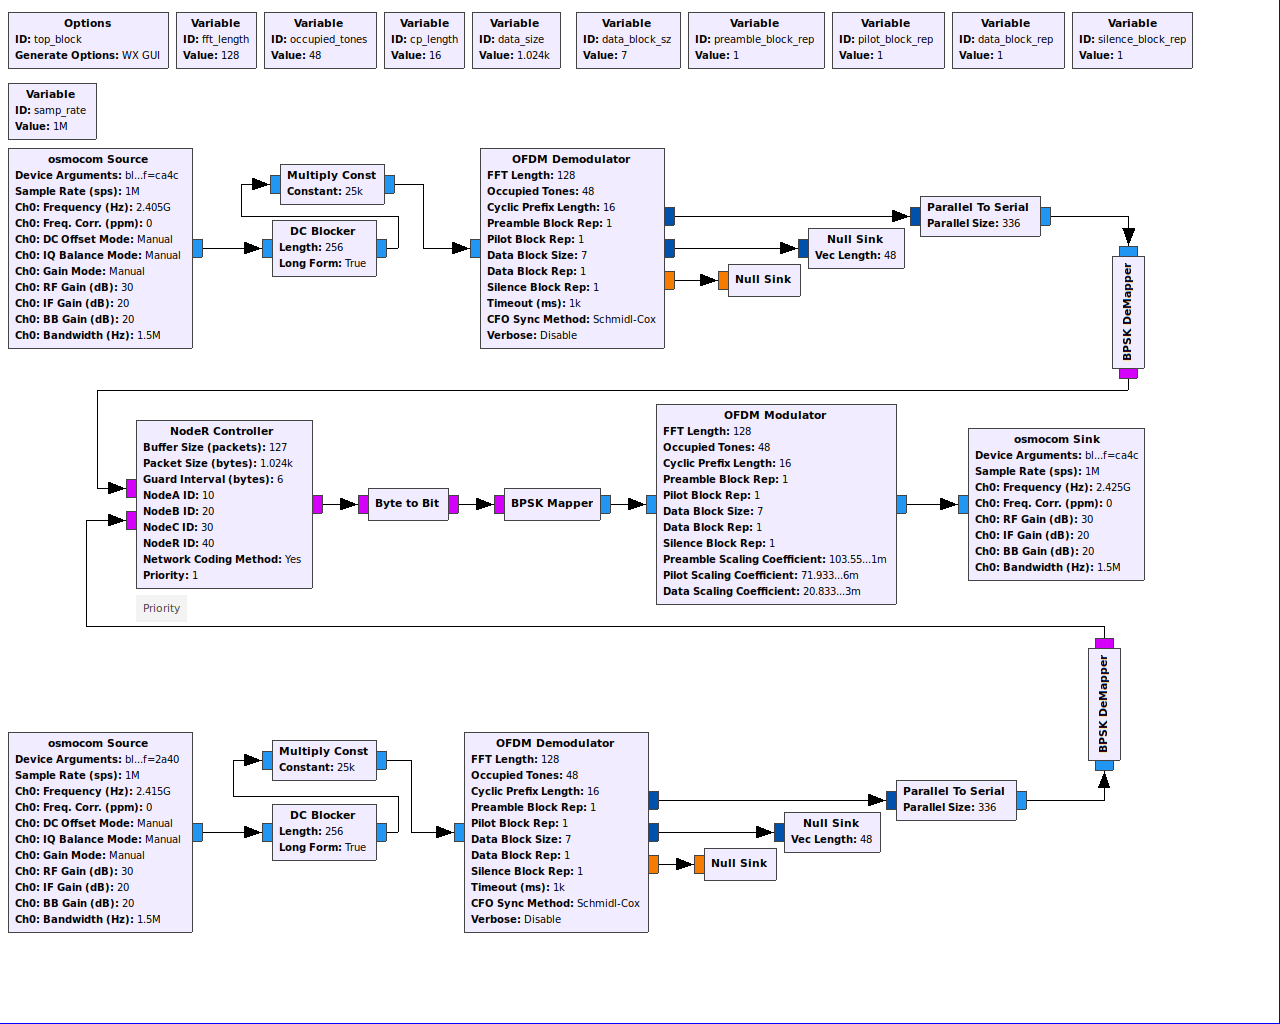 Options
ID: top_block
Generate Options: WX GUI
Variable
ID: fft_length
Value: 128
Variable
ID: occupied_tones
Value: 48
Variable
ID: cp_length
Value: 16
Variable
ID: data_size
Value: 1.024k
Variable
ID: data_block_sz
Value: 7
Variable
ID: preamble_block_rep
Value: 1
Variable
ID: pilot_block_rep
Value: 1
Variable
ID: data_block_rep
Value: 1
Variable
ID: silence_block_rep
Value: 1
Variable
ID: samp_rate
Value: 1M
osmocom Source
Device Arguments: bl...f=ca4c
Sample Rate (sps): 1M
Ch0: Frequency (Hz): 2.405G
Ch0: Freq. Corr. (ppm): 0
Ch0: DC Offset Mode: Manual
Ch0: IQ Balance Mode: Manual
Ch0: Gain Mode: Manual
Ch0: RF Gain (dB): 30
Ch0: IF Gain (dB): 20
Ch0: BB Gain (dB): 20
Ch0: Bandwidth (Hz): 1.5M
Multiply Const
Constant: 25k
DC Blocker
Length: 256
Long Form: True
OFDM Demodulator
FFT Length: 128
Occupied Tones: 48
Cyclic Prefix Length: 16
Preamble Block Rep: 1
Pilot Block Rep: 1
Data Block Size: 7
Data Block Rep: 1
Silence Block Rep: 1
Timeout (ms): 1k
CFO Sync Method: Schmidl-Cox
Verbose: Disable
Parallel To Serial
Parallel Size: 336
Null Sink
Vec Length: 48
Null Sink
BPSK DeMapper
NodeR Controller
Buffer Size (packets): 127
Packet Size (bytes): 1.024k
Guard Interval (bytes): 6
NodeA ID: 10
NodeB ID: 20
NodeC ID: 30
NodeR ID: 40
Network Coding Method: Yes
Priority: 1
Priority
Byte to Bit
BPSK Mapper
OFDM Modulator
FFT Length: 128
Occupied Tones: 48
Cyclic Prefix Length: 16
Preamble Block Rep: 1
Pilot Block Rep: 1
Data Block Size: 7
Data Block Rep: 1
Silence Block Rep: 1
Preamble Scaling Coefficient: 103.55...1m
Pilot Scaling Coefficient: 71.933...6m
Data Scaling Coefficient: 20.833...3m
osmocom Sink
Device Arguments: bl...f=ca4c
Sample Rate (sps): 1M
Ch0: Frequency (Hz): 2.425G
Ch0: Freq. Corr. (ppm): 0
Ch0: RF Gain (dB): 30
Ch0: IF Gain (dB): 20
Ch0: BB Gain (dB): 20
Ch0: Bandwidth (Hz): 1.5M
BPSK DeMapper
osmocom Source
Device Arguments: bl...f=2a40
Sample Rate (sps): 1M
Ch0: Frequency (Hz): 2.415G
Ch0: Freq. Corr. (ppm): 0
Ch0: DC Offset Mode: Manual
Ch0: IQ Balance Mode: Manual
Ch0: Gain Mode: Manual
Ch0: RF Gain (dB): 30
Ch0: IF Gain (dB): 20
Ch0: BB Gain (dB): 20
Ch0: Bandwidth (Hz): 1.5M
Multiply Const
Constant: 25k
DC Blocker
Length: 256
Long Form: True
OFDM Demodulator
FFT Length: 128
Occupied Tones: 48
Cyclic Prefix Length: 16
Preamble Block Rep: 1
Pilot Block Rep: 1
Data Block Size: 7
Data Block Rep: 1
Silence Block Rep: 1
Timeout (ms): 1k
CFO Sync Method: Schmidl-Cox
Verbose: Disable
Parallel To Serial
Parallel Size: 336
Null Sink
Vec Length: 48
Null Sink